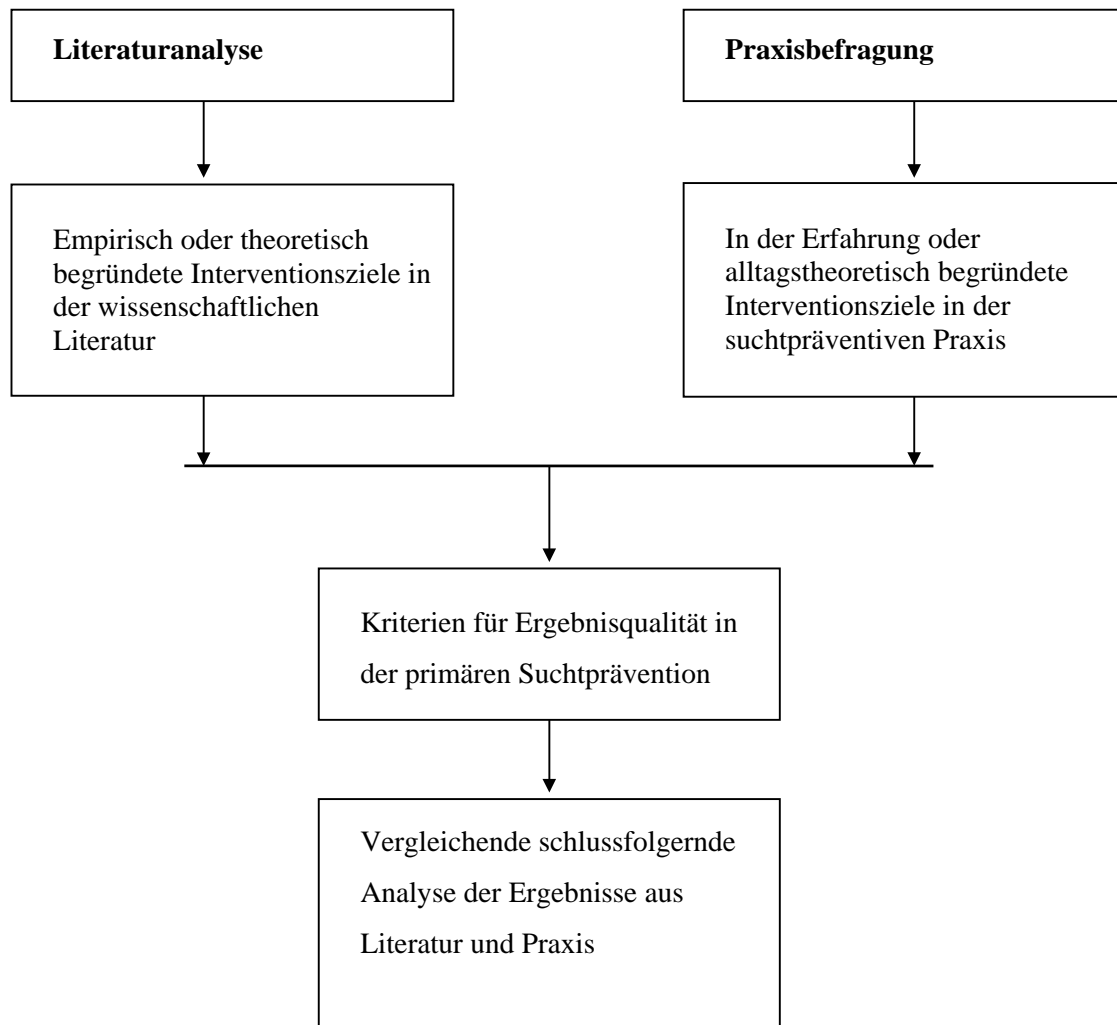 Literaturanalyse
Praxisbefragung
Empirisch oder theoretisch
begründete Interventionsziele in
der wissenschaftlichen
Literatur
In der Erfahrung oder
alltagstheoretisch begründete
Interventionsziele in der
suchtpräventiven Praxis
Kriterien für Ergebnisqualität in
der primären Suchtprävention
Vergleichende schlussfolgernde
Analyse der Ergebnisse aus
Literatur und Praxis